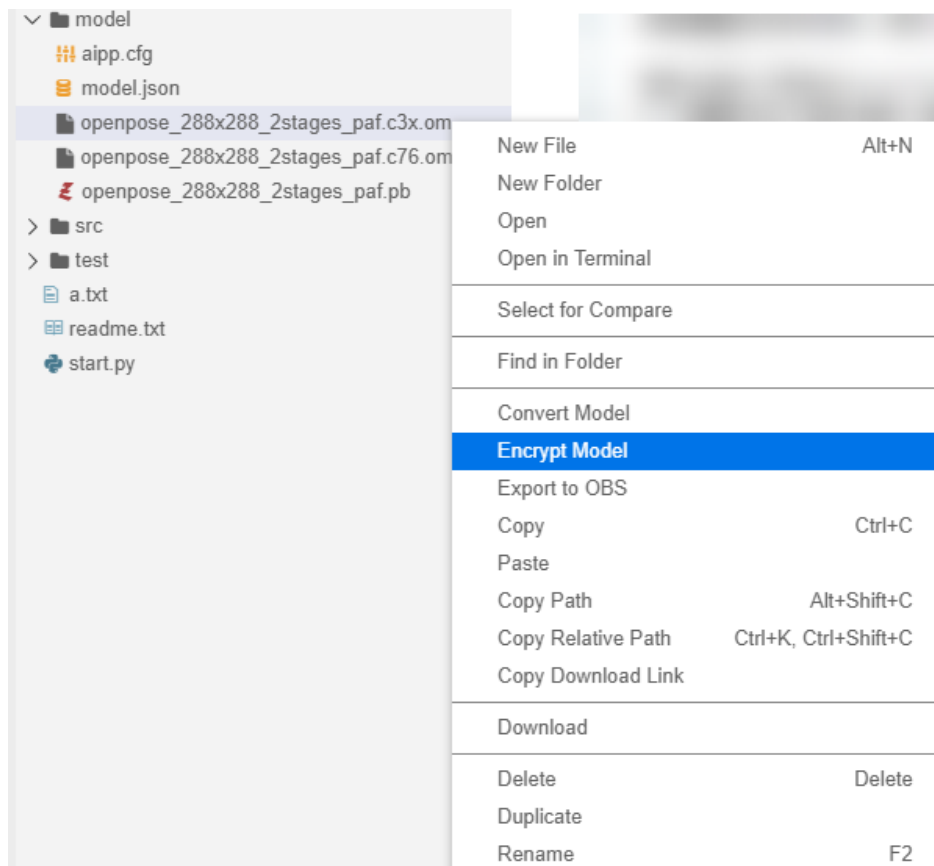 model
aipp.cfg
model.json
openpose_288x288_2stages_paf.c3x.om
openpose_288x288_2stages_paf.c76.om
openpose_288x288_2stages_paf.pb
src
test
a.txt
readme.txt
start.py
New File Alt+N
New Folder
Open
Open in Terminal
Select for Compare
Find in Folder
Convert Model
Encrypt Model
Export to OBS
Copy Ctrl+C
Paste
Copy Path Alt+Shift+C
Copy Relative Path Ctrl+K, Ctrl+Shift+C
Copy Download Link
Download
Delete Delete
Duplicate
Rename F2